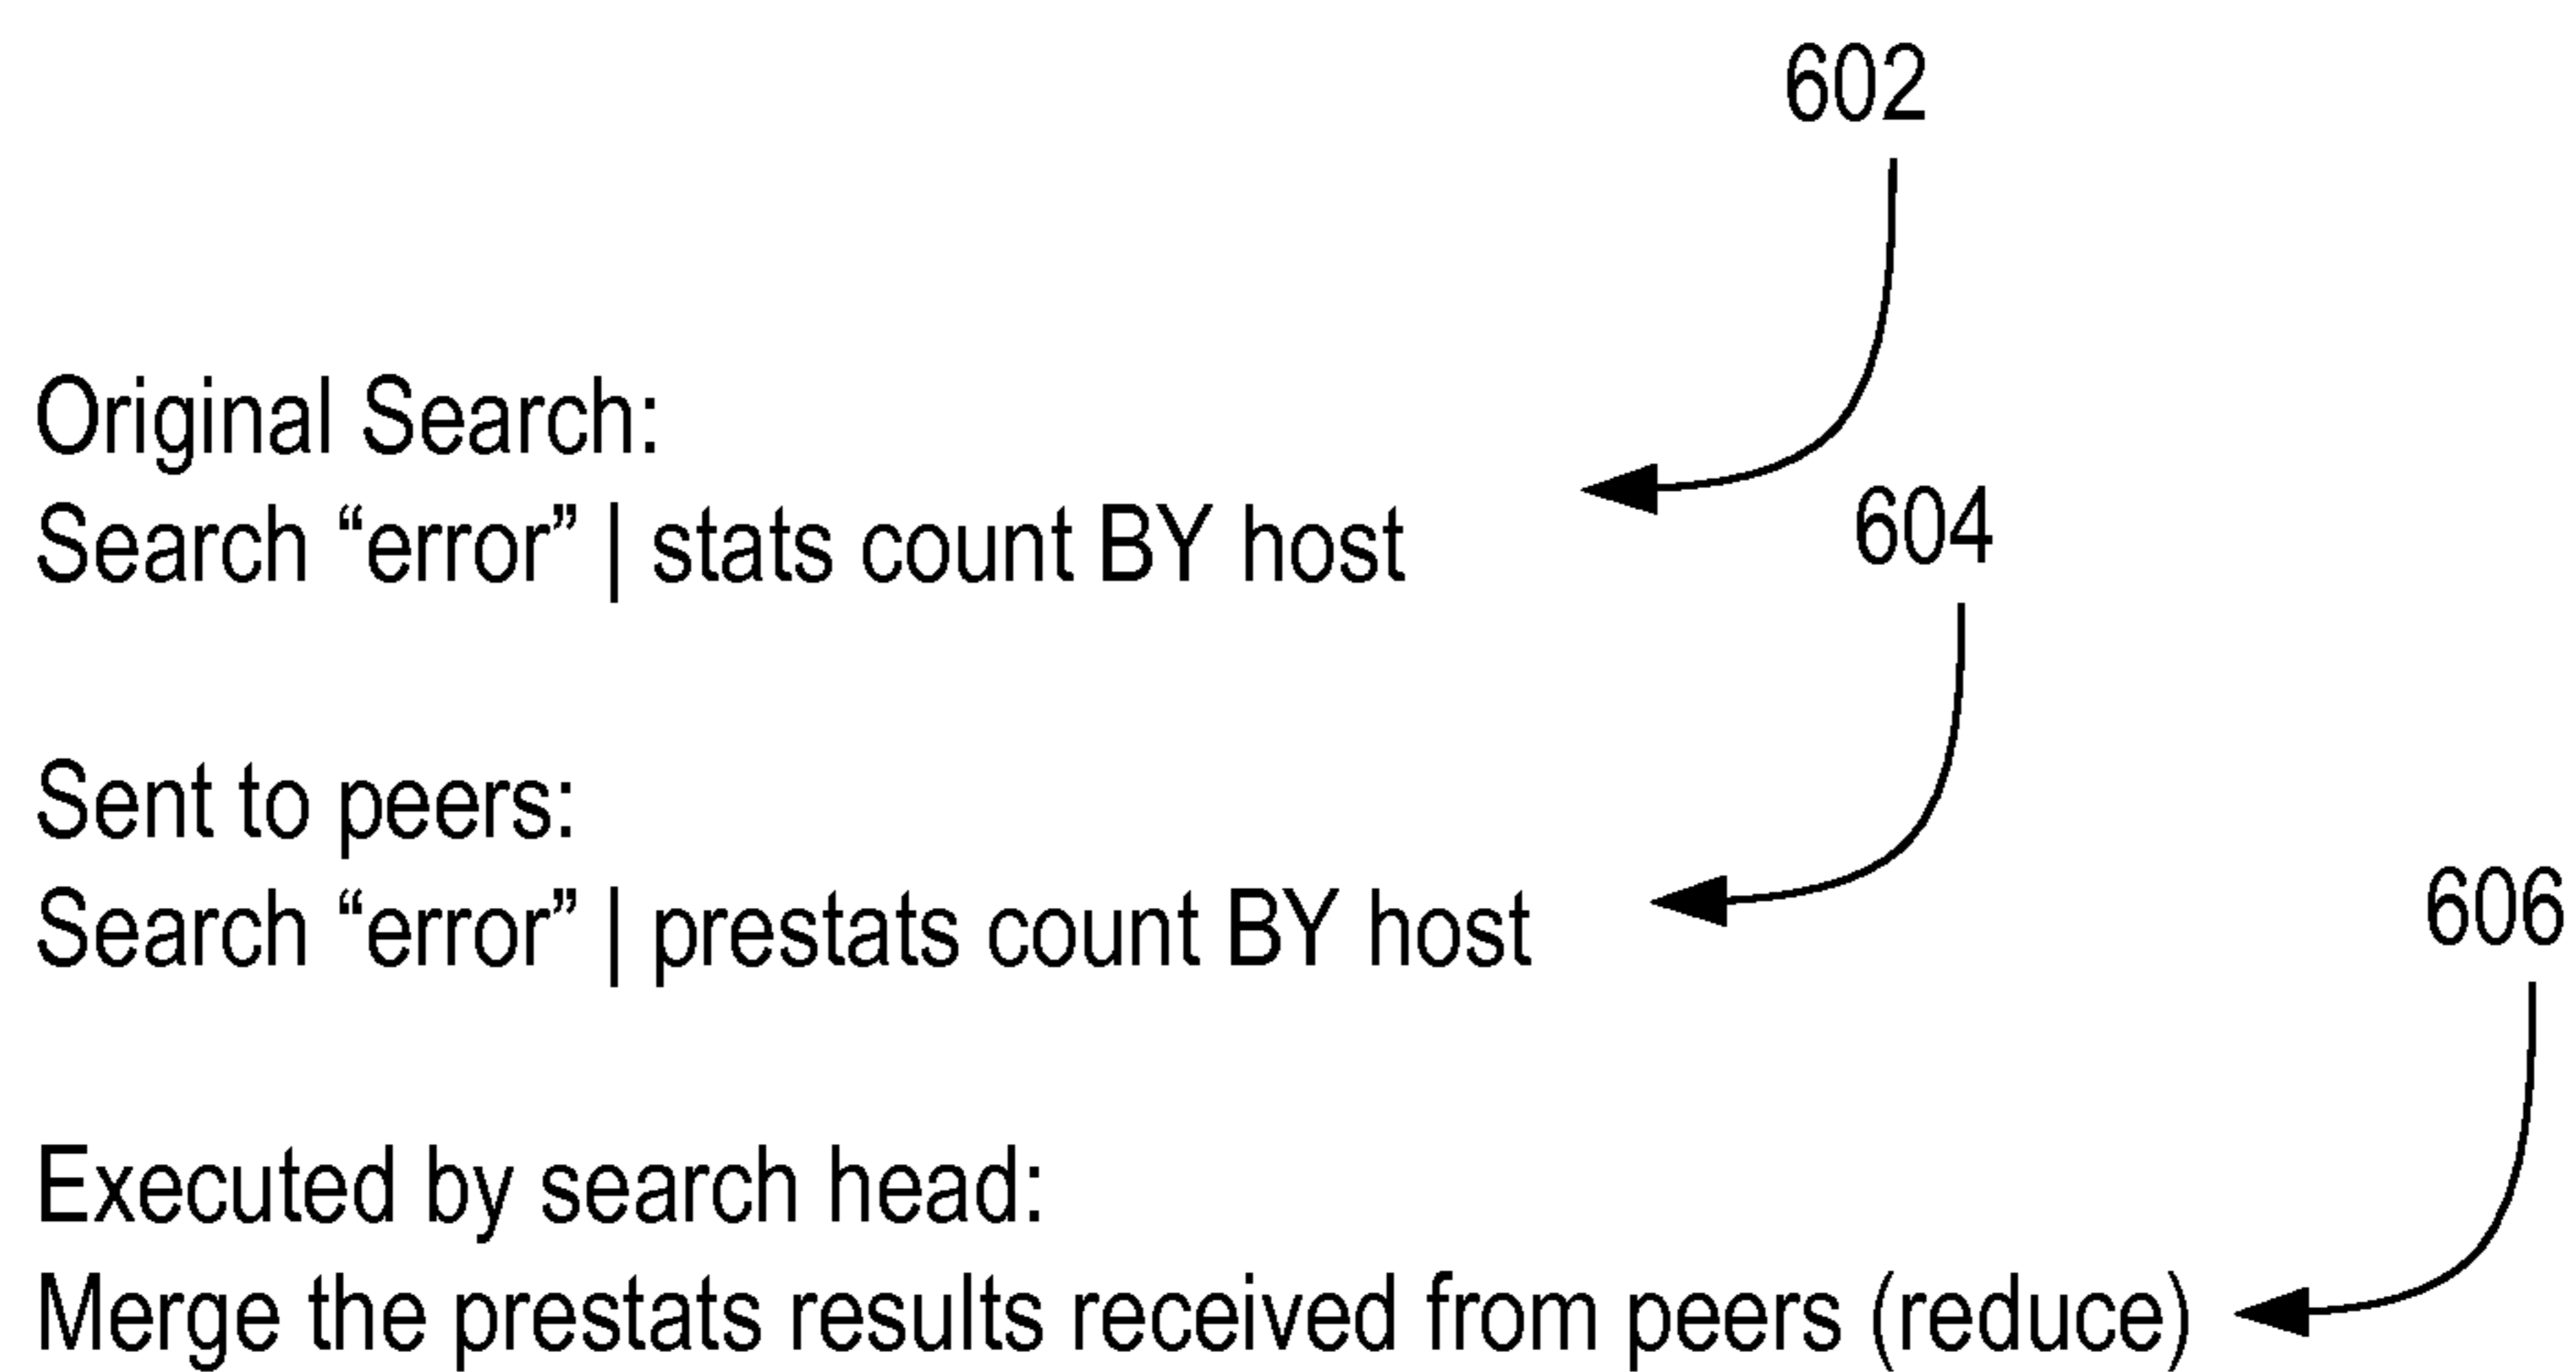 602
Original Search:
Search “error” | stats count BY host
604
Sent to peers:
Search “error” | prestats count BY host
606
Executed by search head:
Merge the prestats results received from peers (reduce)